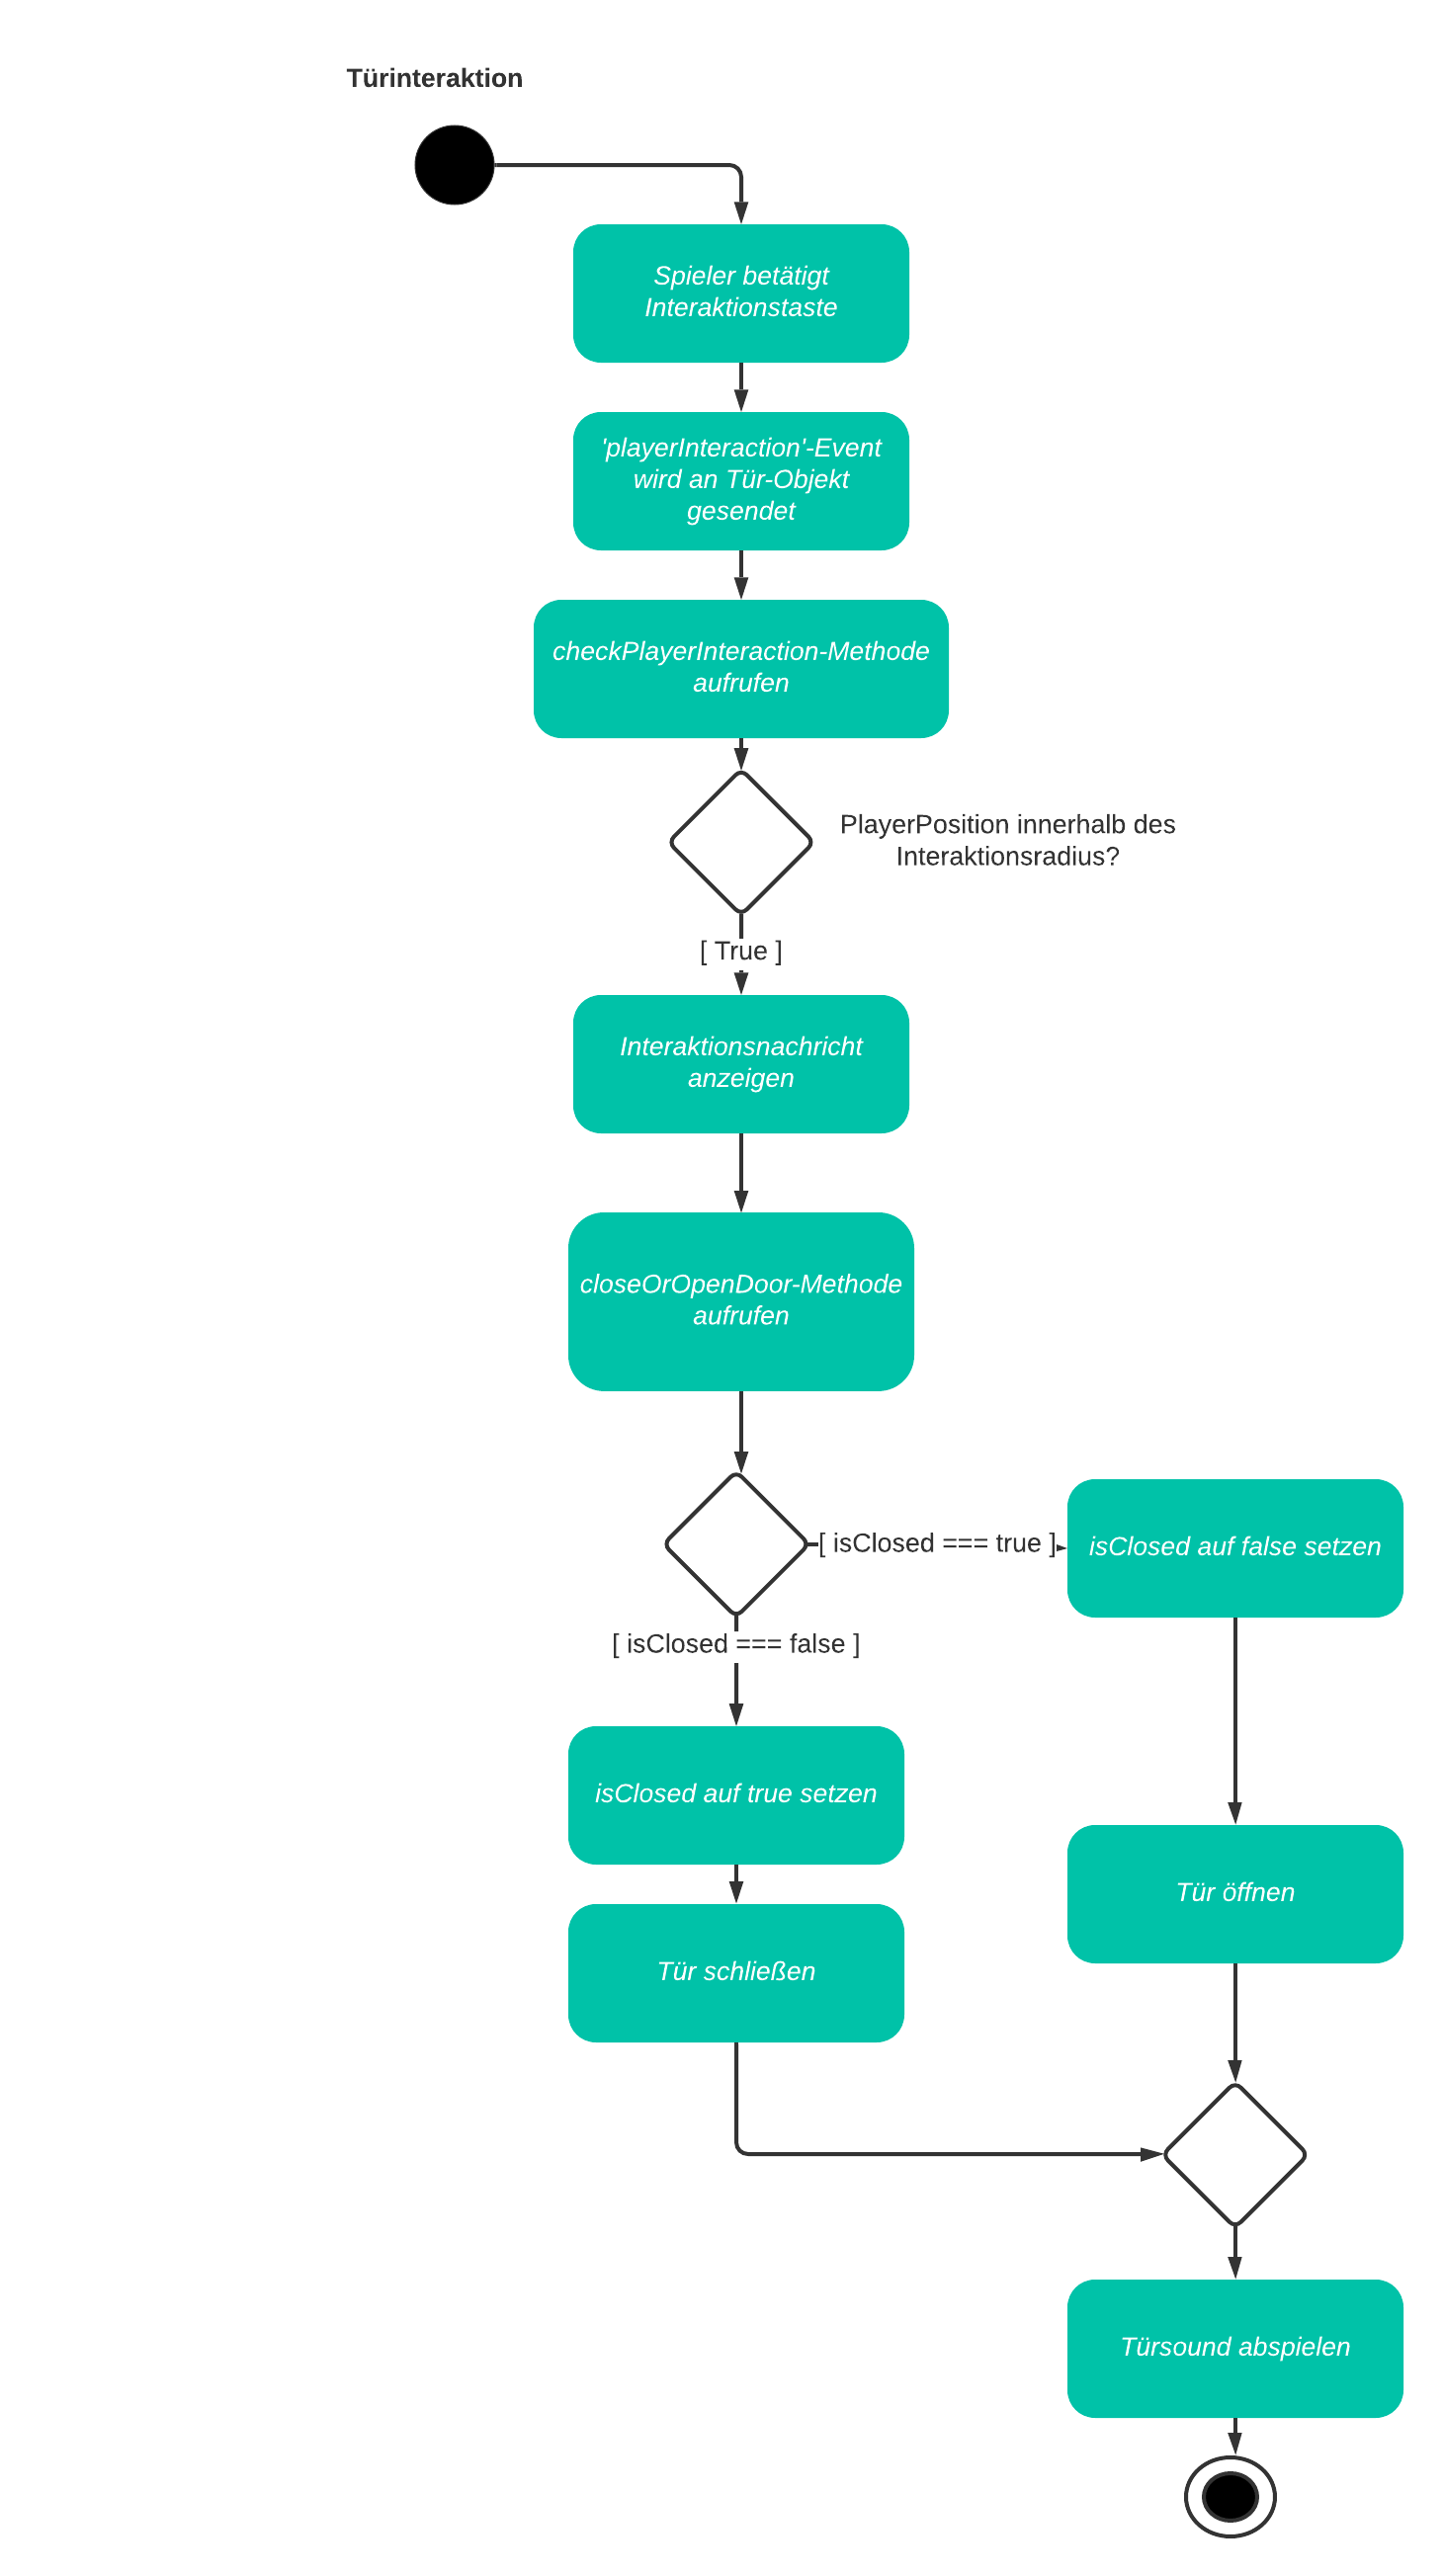 Türinteraktion
Spieler betätigt
Interaktionstaste
'playerInteraction'-Event
wird an Tür-Objekt
gesendet
checkPlayerInteraction-Methode
aufrufen
PlayerPosition innerhalb des
Interaktionsradius?
[ True ]
Interaktionsnachricht
anzeigen
closeOrOpenDoor-Methode
aufrufen
[ isClosed === true ]
isClosed auf false setzen
[ isClosed === false ]
isClosed auf true setzen
Tür öffnen
Tür schließen
Türsound abspielen